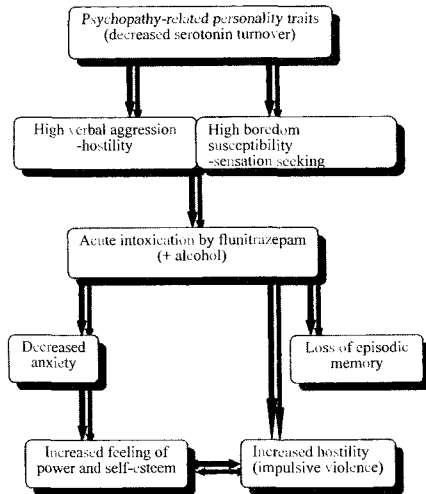 Psychopathy-related personality traits
(decreased serotonin turnover)
High verbal aggression
-hostility
High boredom
susceptibility
-sensation seeking
Acute intoxication by flunitrazepam
(+ alcohol)
Decreased
anxiety
Loss of episodic
memory
Increased feeling of
power and self-esteem
Increased hostility
(impulsive violence)